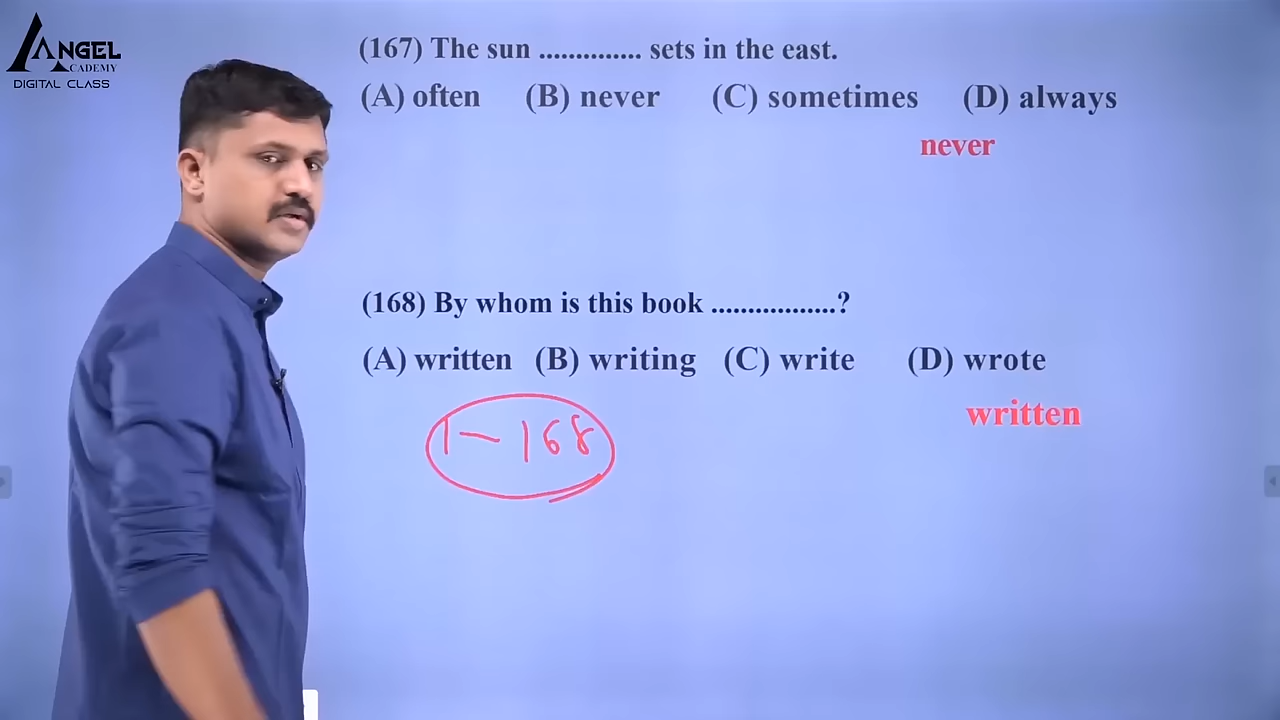 ANGEL
ACADEMY
DIGITAL CLASS
(167) The sun .............. sets in the east.
(A) often (B) never (C) sometimes (D) always
never
(168) By whom is this book .................?
(A) written (B) writing (C) write (D) wrote
written
1 - 168